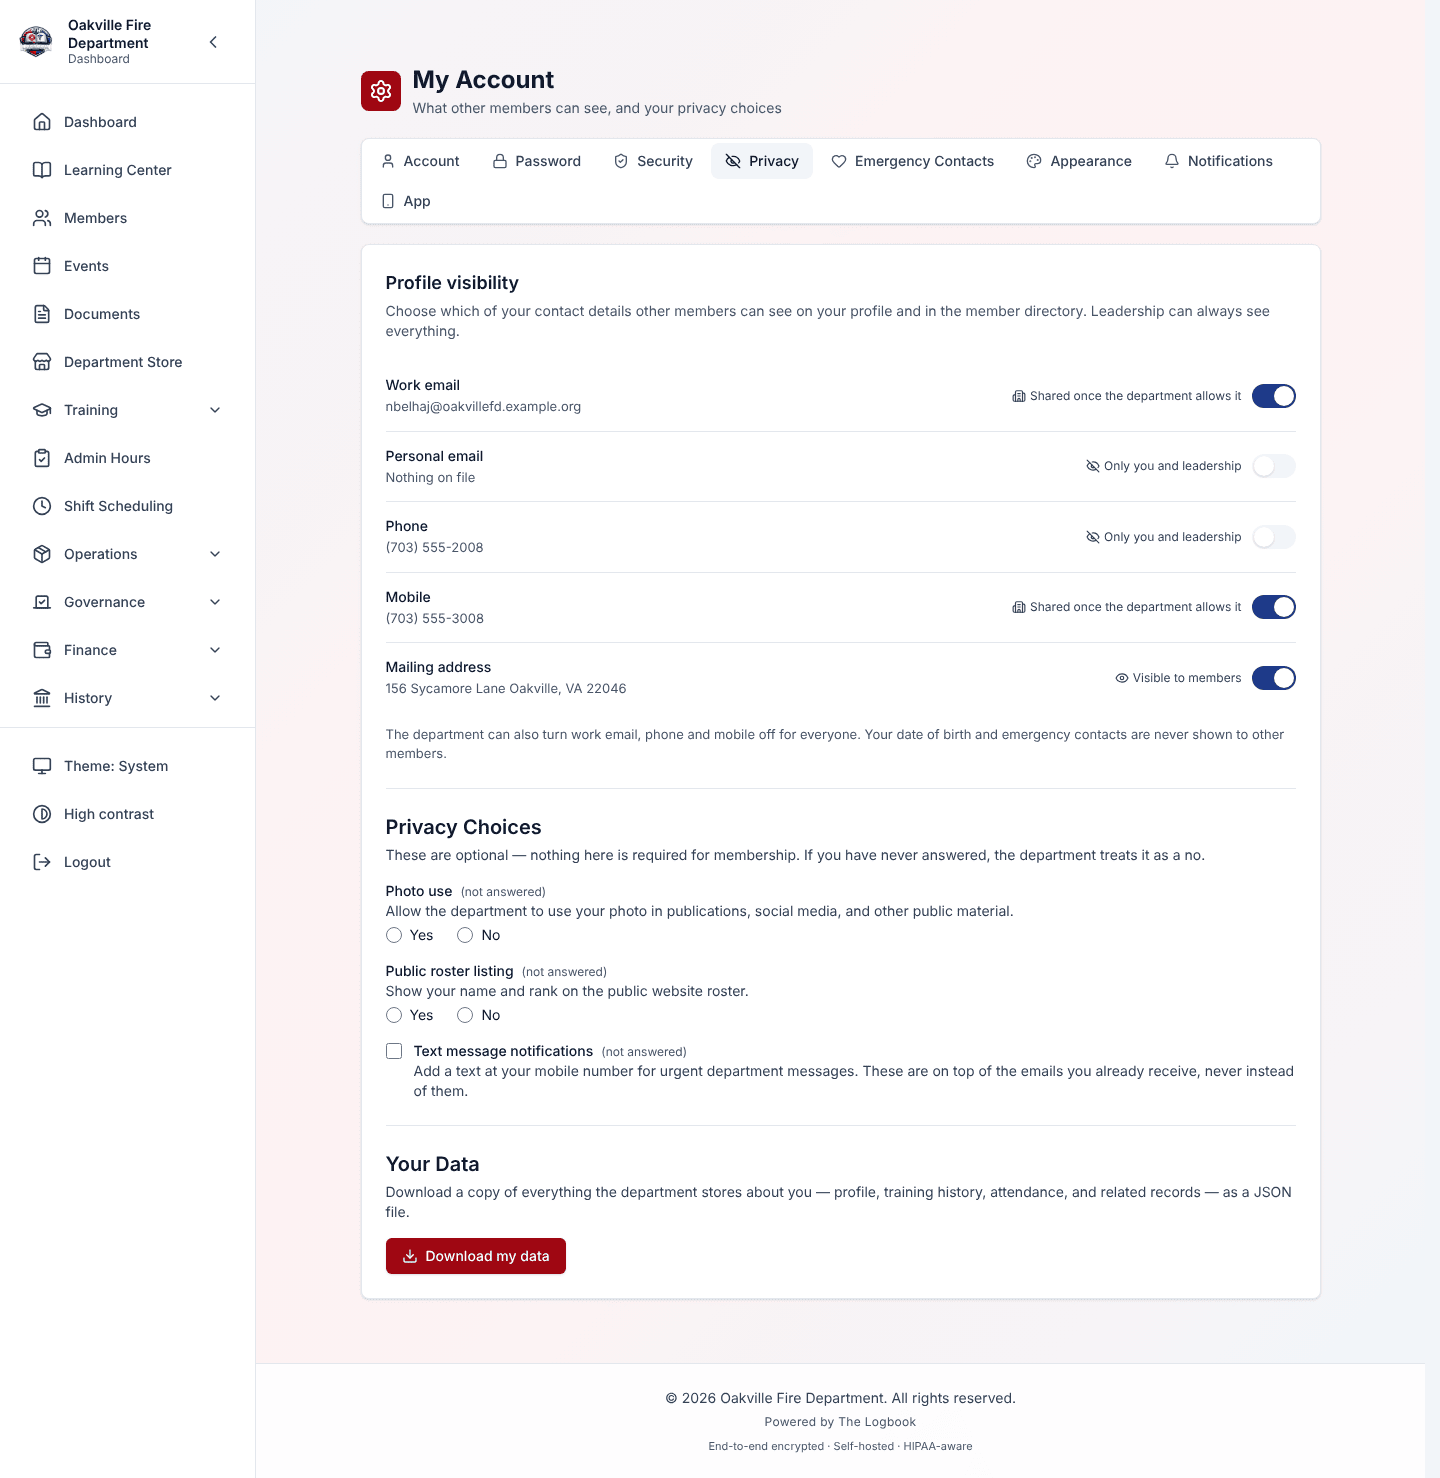 Oakville Fire
Department
Dashboard
Dashboard
Learning Center
Members
Events
Documents
Department Store
Training
Admin Hours
Shift Scheduling
Operations
Governance
Finance
History
Theme: System
High contrast
Logout
My Account
What other members can see, and your privacy choices
Account
Password
Security
Privacy
Emergency Contacts
Appearance
Notifications
App
Profile visibility
Choose which of your contact details other members can see on your profile and in the member directory. Leadership can always see
everything.
Work email
nbelhaj@oakvillefd.example.org
Shared once the department allows it
Personal email
Nothing on file
Only you and leadership
Phone
(703) 555-2008
Only you and leadership
Mobile
(703) 555-3008
Shared once the department allows it
Mailing address
156 Sycamore Lane Oakville, VA 22046
Visible to members
The department can also turn work email, phone and mobile off for everyone. Your date of birth and emergency contacts are never shown to other
members.
Privacy Choices
These are optional — nothing here is required for membership. If you have never answered, the department treats it as a no.
Photo use (not answered)
Allow the department to use your photo in publications, social media, and other public material.
Yes No
Public roster listing (not answered)
Show your name and rank on the public website roster.
Yes No
Text message notifications (not answered)
Add a text at your mobile number for urgent department messages. These are on top of the emails you already receive, never instead
of them.
Your Data
Download a copy of everything the department stores about you — profile, training history, attendance, and related records — as a JSON
file.
Download my data
© 2026 Oakville Fire Department. All rights reserved.
Powered by The Logbook
End-to-end encrypted · Self-hosted · HIPAA-aware